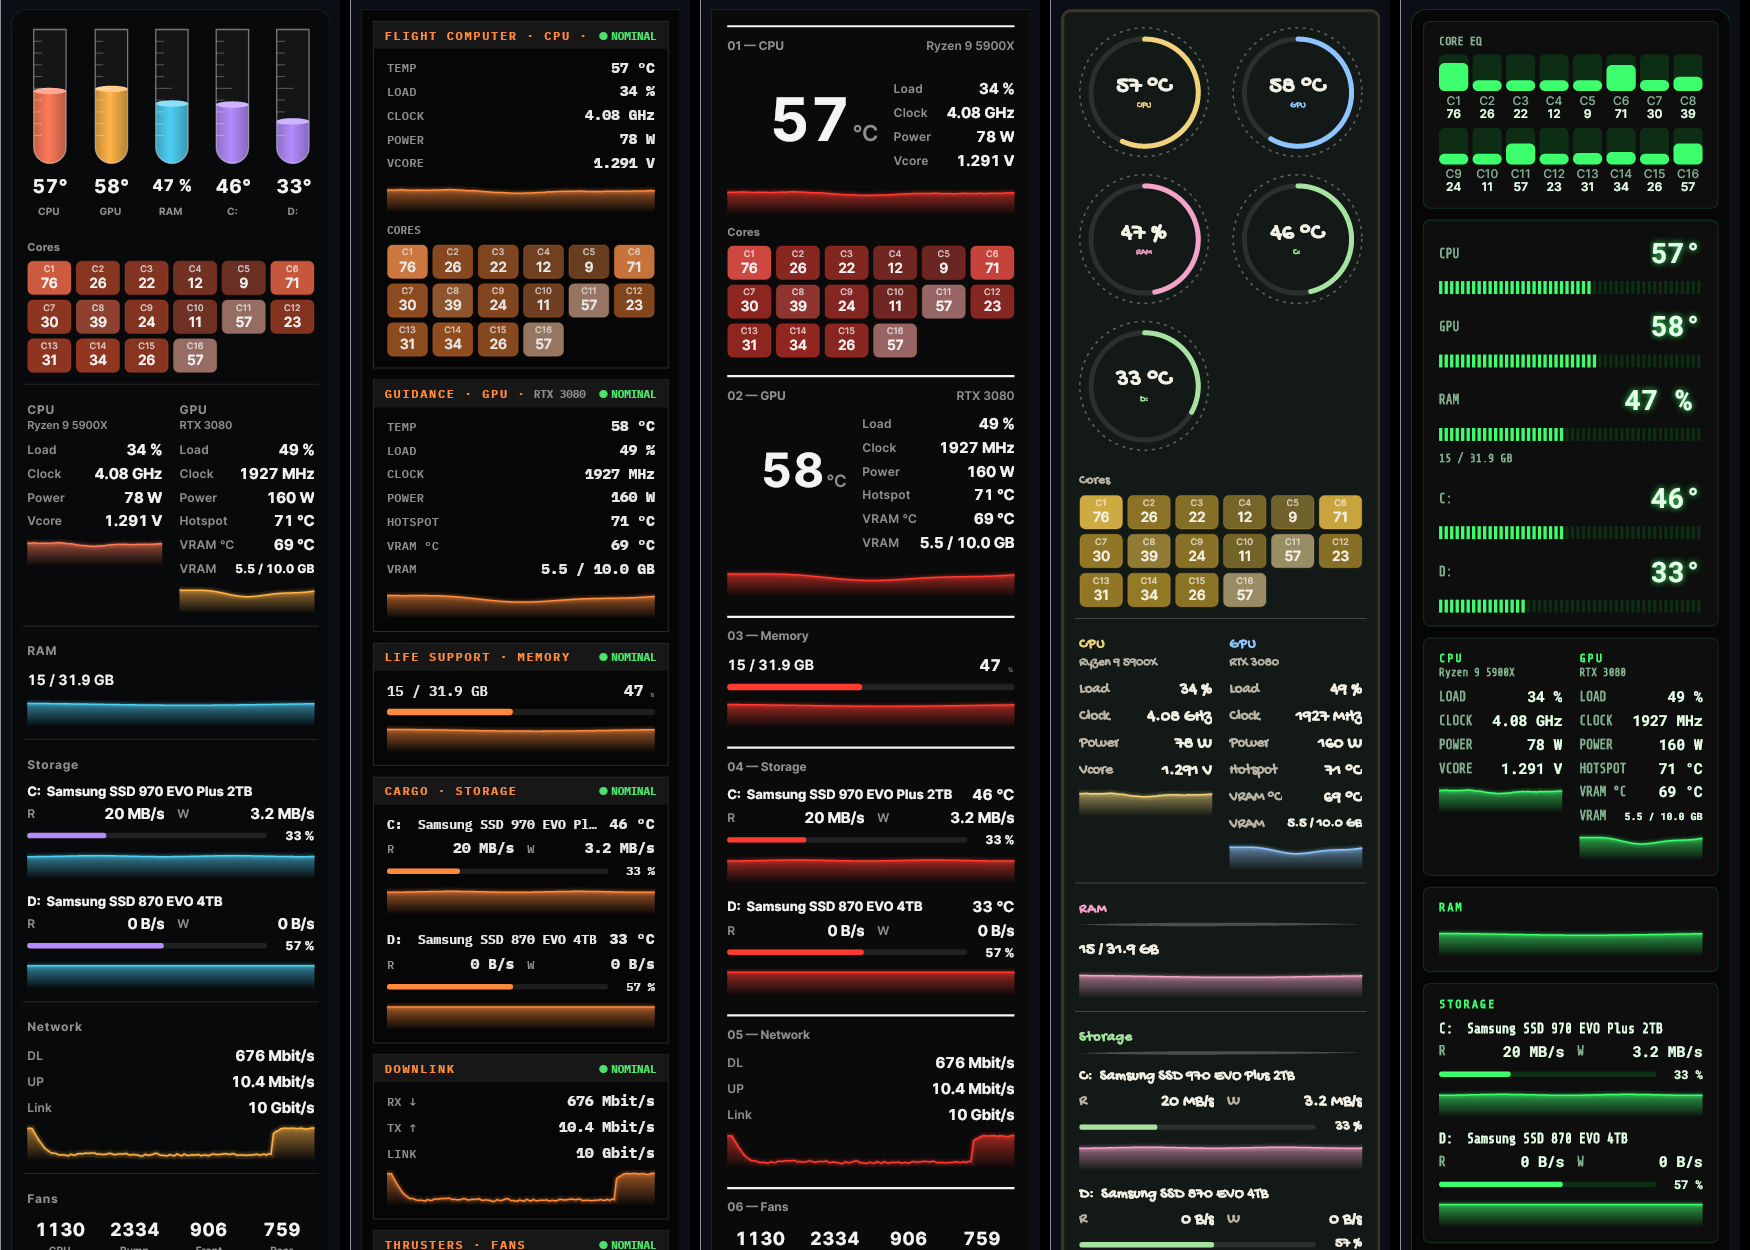 57° 58° 47 % 46° 33°
CPU GPU RAM C: D:
Cores
C1 C2 C3 C4 C5 C6
76 26 22 12 9 71
C7 C8 C9 C10 C11 C12
30 39 24 11 57 23
C13 C14 C15 C16
31 34 26 57
CPU GPU
Ryzen 9 5900X RTX 3080
Load 34 % Load 49 %
Clock 4.08 GHz Clock 1927 MHz
Power 78 W Power 160 W
Vcore 1.291 V Hotspot 71 °C
VRAM °C 69 °C
VRAM 5.5 / 10.0 GB
RAM
15 / 31.9 GB
Storage
C: Samsung SSD 970 EVO Plus 2TB
R 20 MB/s W 3.2 MB/s
33 %
D: Samsung SSD 870 EVO 4TB
R 0 B/s W 0 B/s
57 %
Network
DL 676 Mbit/s
UP 10.4 Mbit/s
Link 10 Gbit/s
Fans
1130 2334 906 759
FLIGHT COMPUTER · CPU · NOMINAL
TEMP 57 °C
LOAD 34 %
CLOCK 4.08 GHz
POWER 78 W
VCORE 1.291 V
CORES
C1 C2 C3 C4 C5 C6
76 26 22 12 9 71
C7 C8 C9 C10 C11 C12
30 39 24 11 57 23
C13 C14 C15 C16
31 34 26 57
GUIDANCE · GPU · RTX 3080 NOMINAL
TEMP 58 °C
LOAD 49 %
CLOCK 1927 MHz
POWER 160 W
HOTSPOT 71 °C
VRAM °C 69 °C
VRAM 5.5 / 10.0 GB
LIFE SUPPORT · MEMORY NOMINAL
15 / 31.9 GB 47 %
CARGO · STORAGE NOMINAL
C: Samsung SSD 970 EVO Pl… 46 °C
R 20 MB/s W 3.2 MB/s
33 %
D: Samsung SSD 870 EVO 4TB 33 °C
R 0 B/s W 0 B/s
57 %
DOWNLINK NOMINAL
RX ↓ 676 Mbit/s
TX ↑ 10.4 Mbit/s
LINK 10 Gbit/s
THRUSTERS · FANS NOMINAL
01 — CPU Ryzen 9 5900X
57 °C
Load 34 %
Clock 4.08 GHz
Power 78 W
Vcore 1.291 V
Cores
C1 C2 C3 C4 C5 C6
76 26 22 12 9 71
C7 C8 C9 C10 C11 C12
30 39 24 11 57 23
C13 C14 C15 C16
31 34 26 57
02 — GPU RTX 3080
58 °C
Load 49 %
Clock 1927 MHz
Power 160 W
Hotspot 71 °C
VRAM °C 69 °C
VRAM 5.5 / 10.0 GB
03 — Memory
15 / 31.9 GB 47 %
04 — Storage
C: Samsung SSD 970 EVO Plus 2TB 46 °C
R 20 MB/s W 3.2 MB/s
33 %
D: Samsung SSD 870 EVO 4TB 33 °C
R 0 B/s W 0 B/s
57 %
05 — Network
DL 676 Mbit/s
UP 10.4 Mbit/s
Link 10 Gbit/s
06 — Fans
1130 2334 906 759
57 °C 58 °C
CPU GPU
47 % 46 °C
RAM C:
33 °C
D:
Cores
C1 C2 C3 C4 C5 C6
76 26 22 12 9 71
C7 C8 C9 C10 C11 C12
30 39 24 11 57 23
C13 C14 C15 C16
31 34 26 57
CPU GPU
Ryzen 9 5900X RTX 3080
Load 34 % Load 49 %
Clock 4.08 GHz Clock 1927 MHz
Power 78 W Power 160 W
Vcore 1.291 V Hotspot 71 °C
VRAM °C 69 °C
VRAM 5.5 / 10.0 GB
RAM
15 / 31.9 GB
Storage
C: Samsung SSD 970 EVO Plus 2TB
R 20 MB/s W 3.2 MB/s
33 %
D: Samsung SSD 870 EVO 4TB
R 0 B/s W 0 B/s
57 %
CORE EQ
C1 C2 C3 C4 C5 C6 C7 C8
76 26 22 12 9 71 30 39
C9 C10 C11 C12 C13 C14 C15 C16
24 11 57 23 31 34 26 57
CPU 57°
GPU 58°
RAM 47 %
15 / 31.9 GB
C: 46°
D: 33°
CPU GPU
Ryzen 9 5900X RTX 3080
LOAD 34 % LOAD 49 %
CLOCK 4.08 GHz CLOCK 1927 MHz
POWER 78 W POWER 160 W
VCORE 1.291 V HOTSPOT 71 °C
VRAM °C 69 °C
VRAM 5.5 / 10.0 GB
RAM
STORAGE
C: Samsung SSD 970 EVO Plus 2TB
R 20 MB/s W 3.2 MB/s
33 %
D: Samsung SSD 870 EVO 4TB
R 0 B/s W 0 B/s
57 %